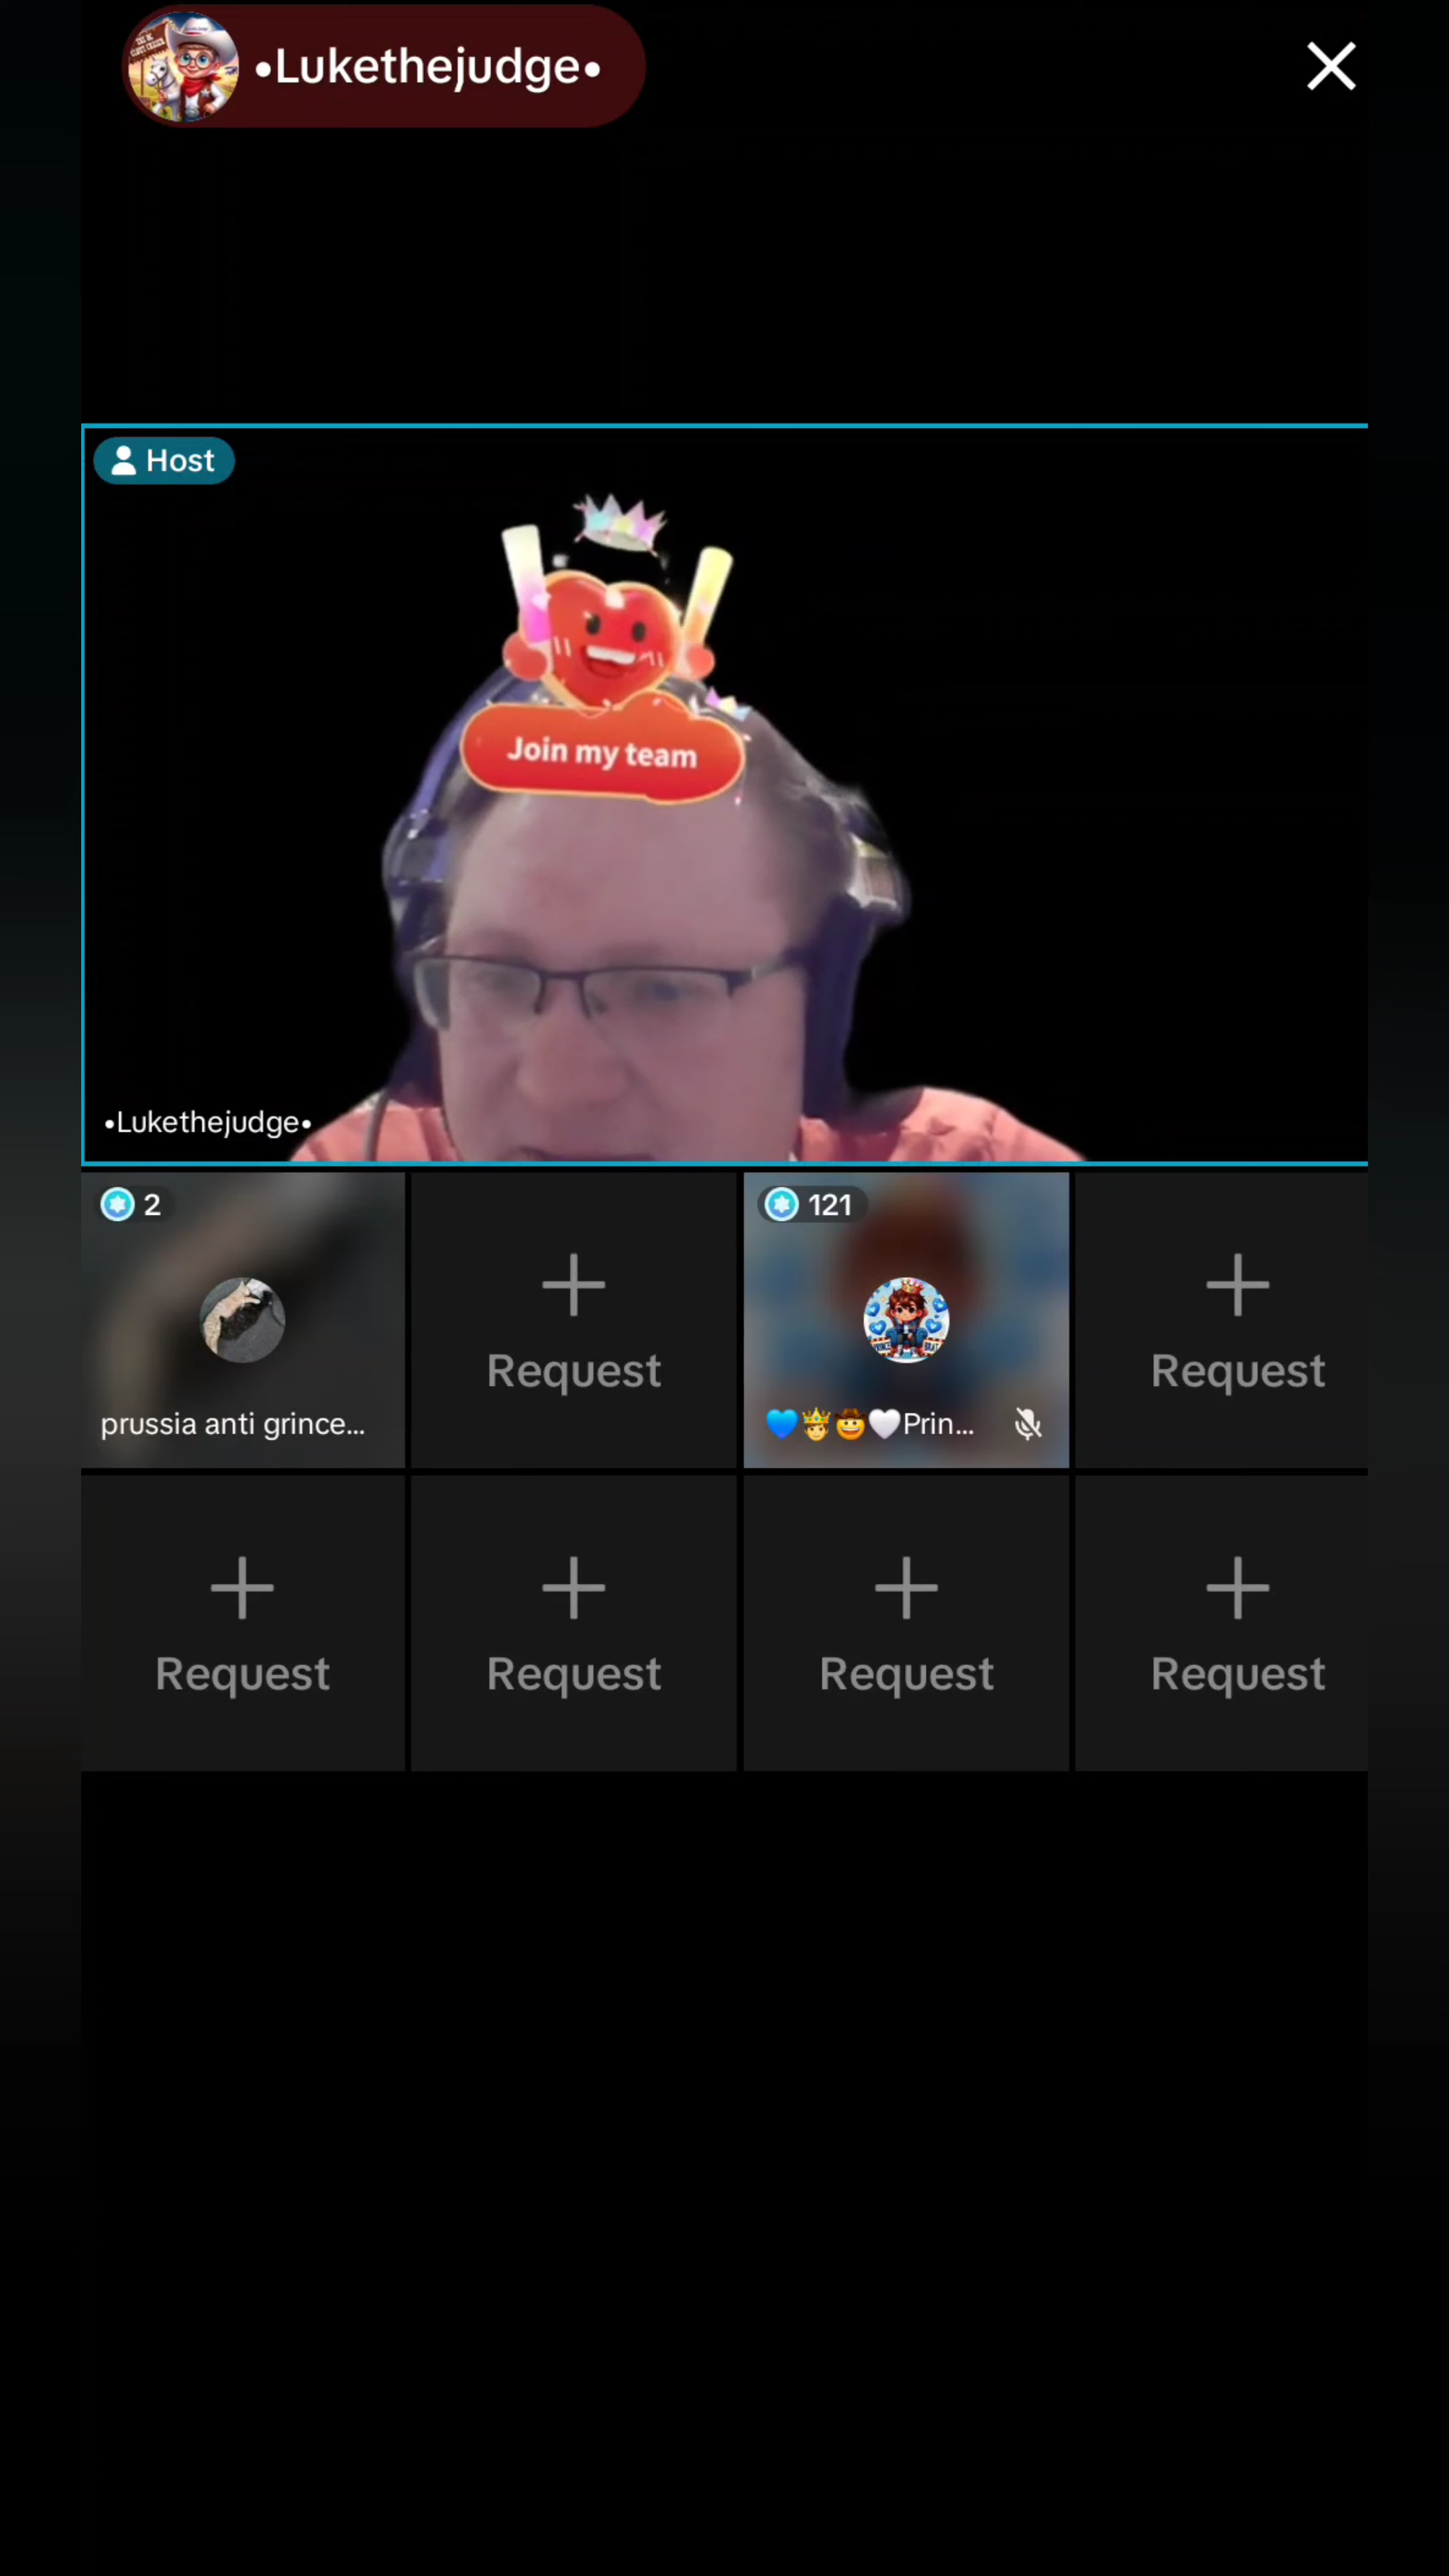 •Lukethejudge•
Host
Join my team
•Lukethejudge•
2
121
Request
Request
prussia anti grince...
💙🤴🤠🤍Prin...
Request
Request
Request
Request